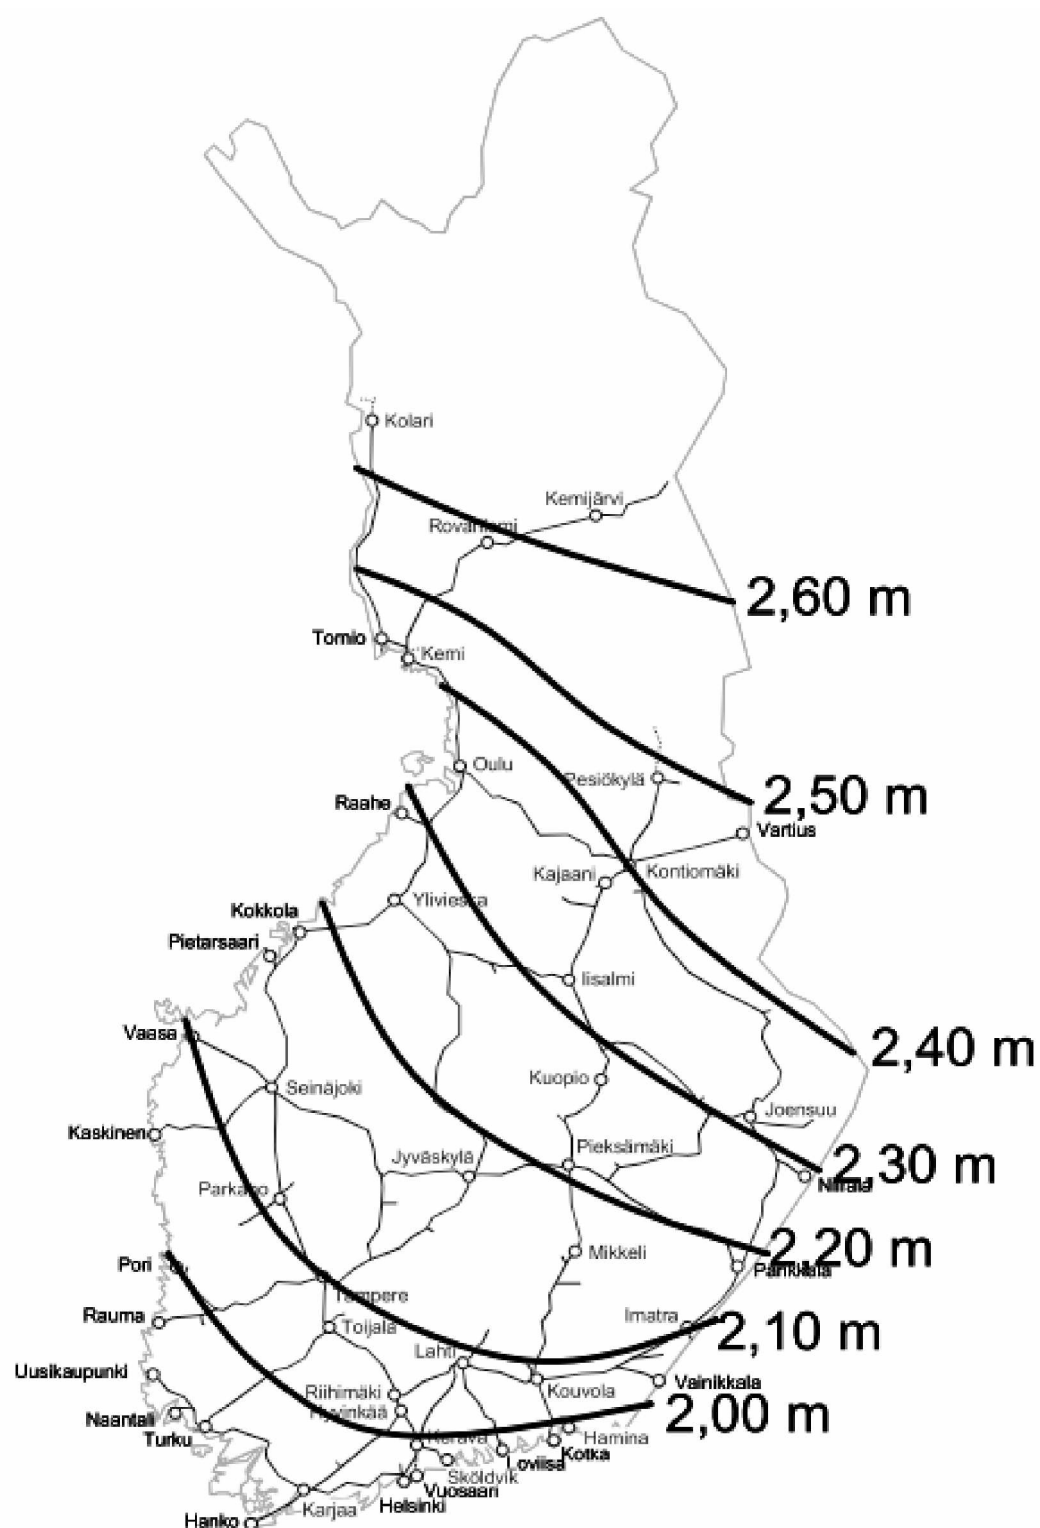 Kolari
Kemijärvi
Rovaniemi
2,60 m
Tornio
Kemi
Oulu
Pesiökylä
2,50 m
Raahe
Vartius
Kajaani
Kontiomäki
Ylivieska
Kokkola
Pietarsaari
Iisalmi
Vaasa
2,40 m
Kuopio
Seinäjoki
Joensuu
Kaskinen
Pieksämäki
Jyväskylä
2,30 m
Niirala
Parkano
Mikkeli
2,20 m
Pori
Parikkala
Tampere
Rauma
Imatra
Toijala
2,10 m
Lahti
Uusikaupunki
Vainikkala
Riihimäki
Kouvola
Hyvinkää
2,00 m
Naantali
Turku
Kerava
Hamina
Kotka
Loviisa
Sköldvik
Vuosaari
Helsinki
Karjaa
Hanko